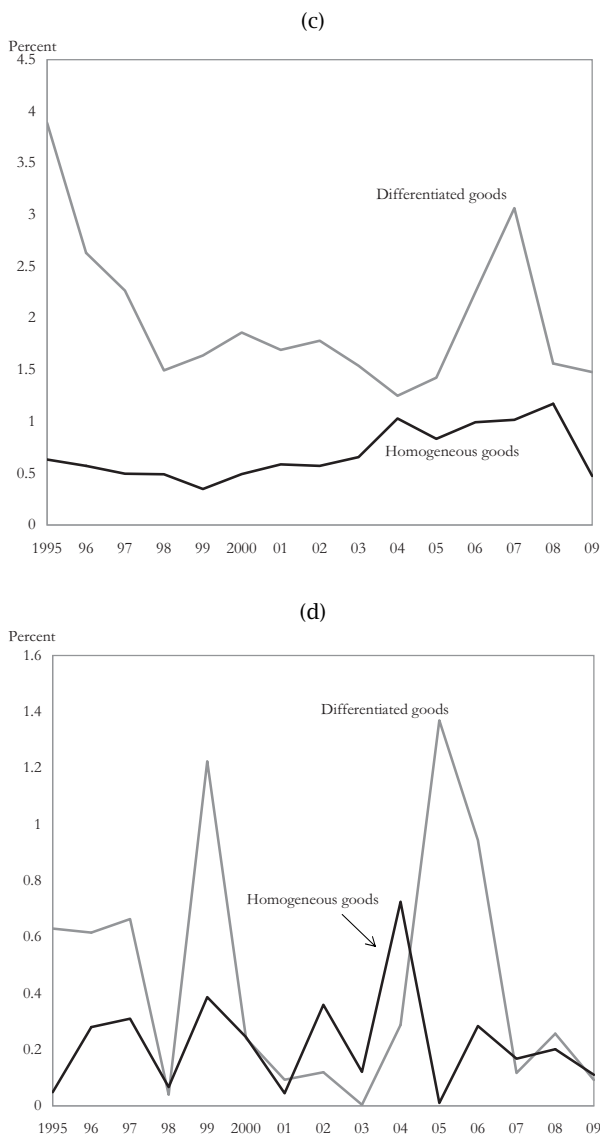 (c)
Percent
4.5
4
3.5
3
2.5
2
1.5
1
0.5
0
Differentiated goods
Homogeneous goods
1995 96 97 98 99 2000 01 02 03 04 05 06 07 08 09
(d)
Percent
1.6
1.4
1.2
1
0.8
0.6
0.4
0.2
0
Differentiated goods
Homogeneous goods
1995 96 97 98 99 2000 01 02 03 04 05 06 07 08 09